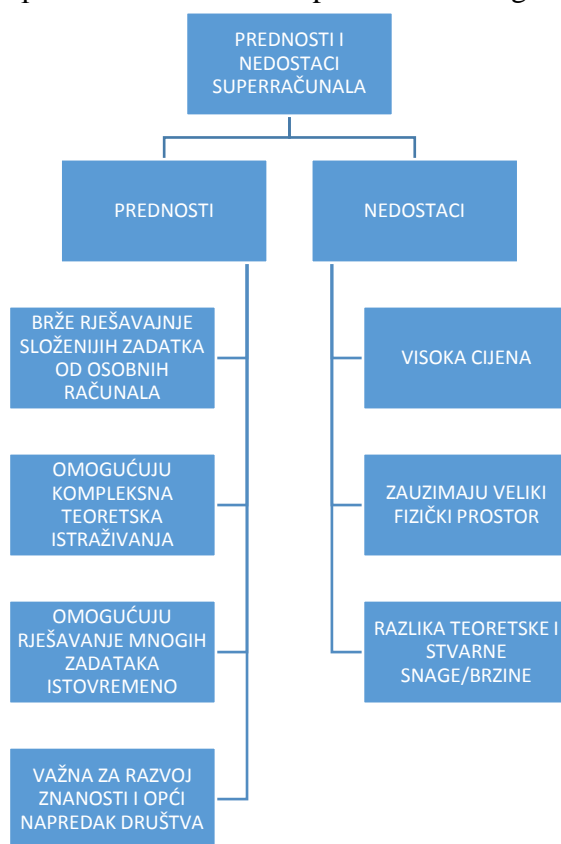 PREDNOSTI I
NEDOSTACI
SUPERRAČUNALA
PREDNOSTI
NEDOSTACI
BRŽE RJEŠAVAJNJE
SLOŽENIJIH ZADATKA
OD OSOBNIH
RAČUNALA
OMOGUĆUJU
KOMPLEKSNA
TEORETSKA
ISTRAŽIVANJA
OMOGUĆUJU
RJEŠAVANJE MNOGIH
ZADATAKA
ISTOVREMENO
VAŽNA ZA RAZVOJ
ZNANOSTI I OPĆI
NAPREDAK DRUŠTVA
VISOKA CIJENA
ZAUZIMAJU VELIKI
FIZIČKI PROSTOR
RAZLIKA TEORETSKE I
STVARNE
SNAGE/BRZINE